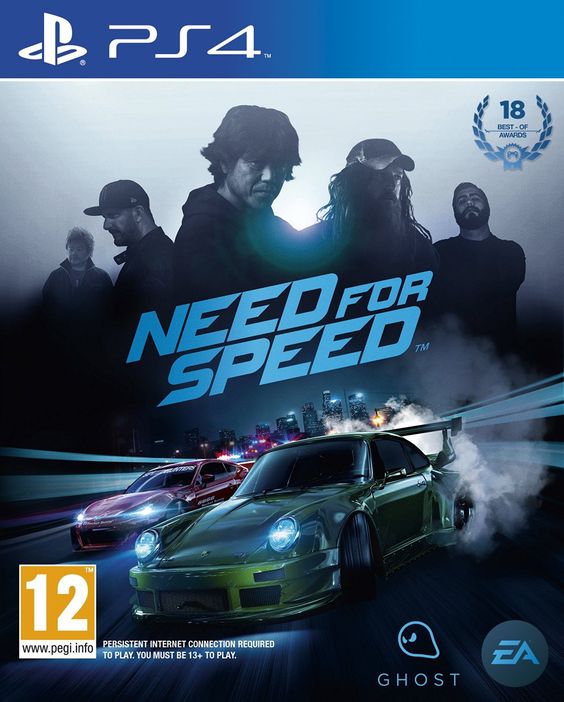 PS4
18
BEST - OF
AWARDS
NEED FOR
SPEED™
12
www.pegi.info
PERSISTENT INTERNET CONNECTION REQUIRED
TO PLAY. YOU MUST BE 13+ TO PLAY.
GHOST
EA